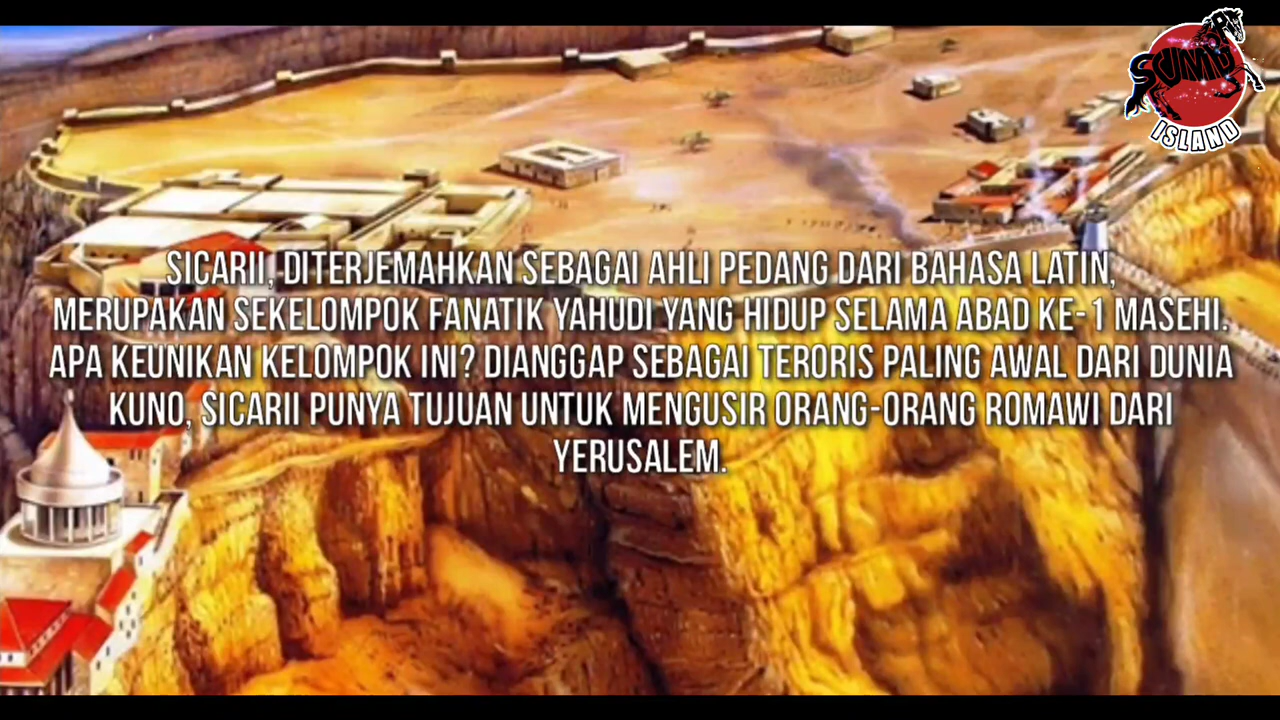 SUMB
ISLAND
SICARII, DITERJEMAHKAN SEBAGAI AHLI PEDANG DARI BAHASA LATIN,
MERUPAKAN SEKELOMPOK FANATIK YAHUDI YANG HIDUP SELAMA ABAD KE-1 MASEHI.
APA KEUNIKAN KELOMPOK INI? DIANGGAP SEBAGAI TERORIS PALING AWAL DARI DUNIA
KUNO, SICARII PUNYA TUJUAN UNTUK MENGUSIR ORANG-ORANG ROMAWI DARI
YERUSALEM.